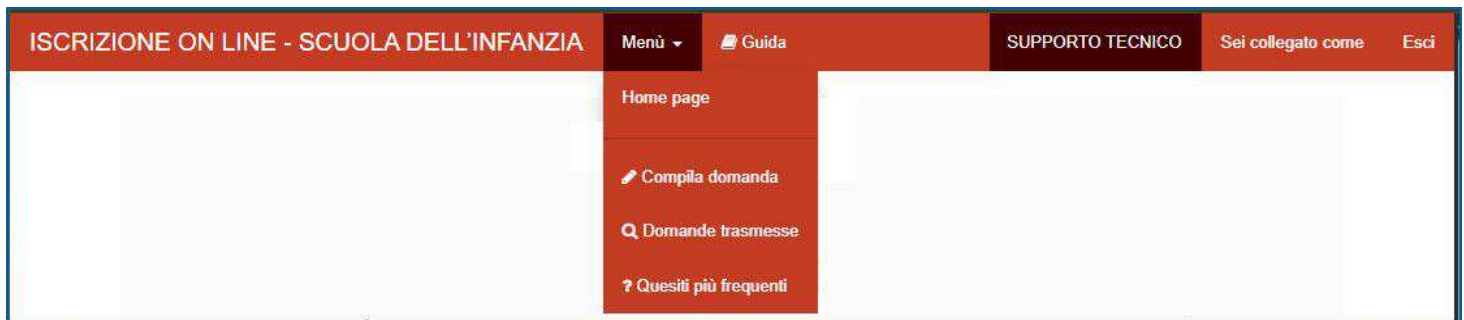 ISCRIZIONE ON LINE - SCUOLA DELL'INFANZIA Menù Guida SUPPORTO TECNICO Sei collegato come Esci
Home page
Compila domanda
Domande trasmesse
? Quesiti più frequenti